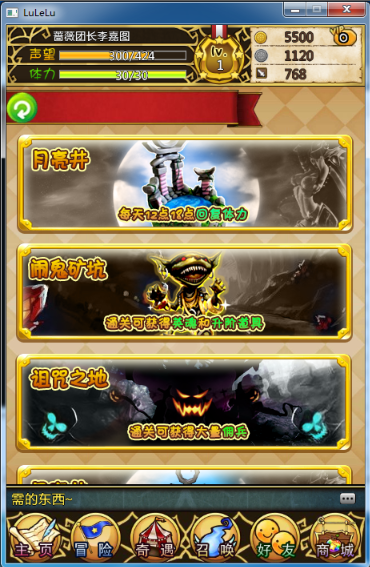 LuLeLu
蔷薇团长李嘉图
声望 200/424
体力 30/30
lv.
1
5500
1120
768
0
月亮井
每天12点18点回复体力
闹鬼矿坑
通关可获得英魂和升阶道具
诅咒之地
通关可获得大量佣兵
需的东西~
主页 冒险 奇遇 召唤 好友 商城